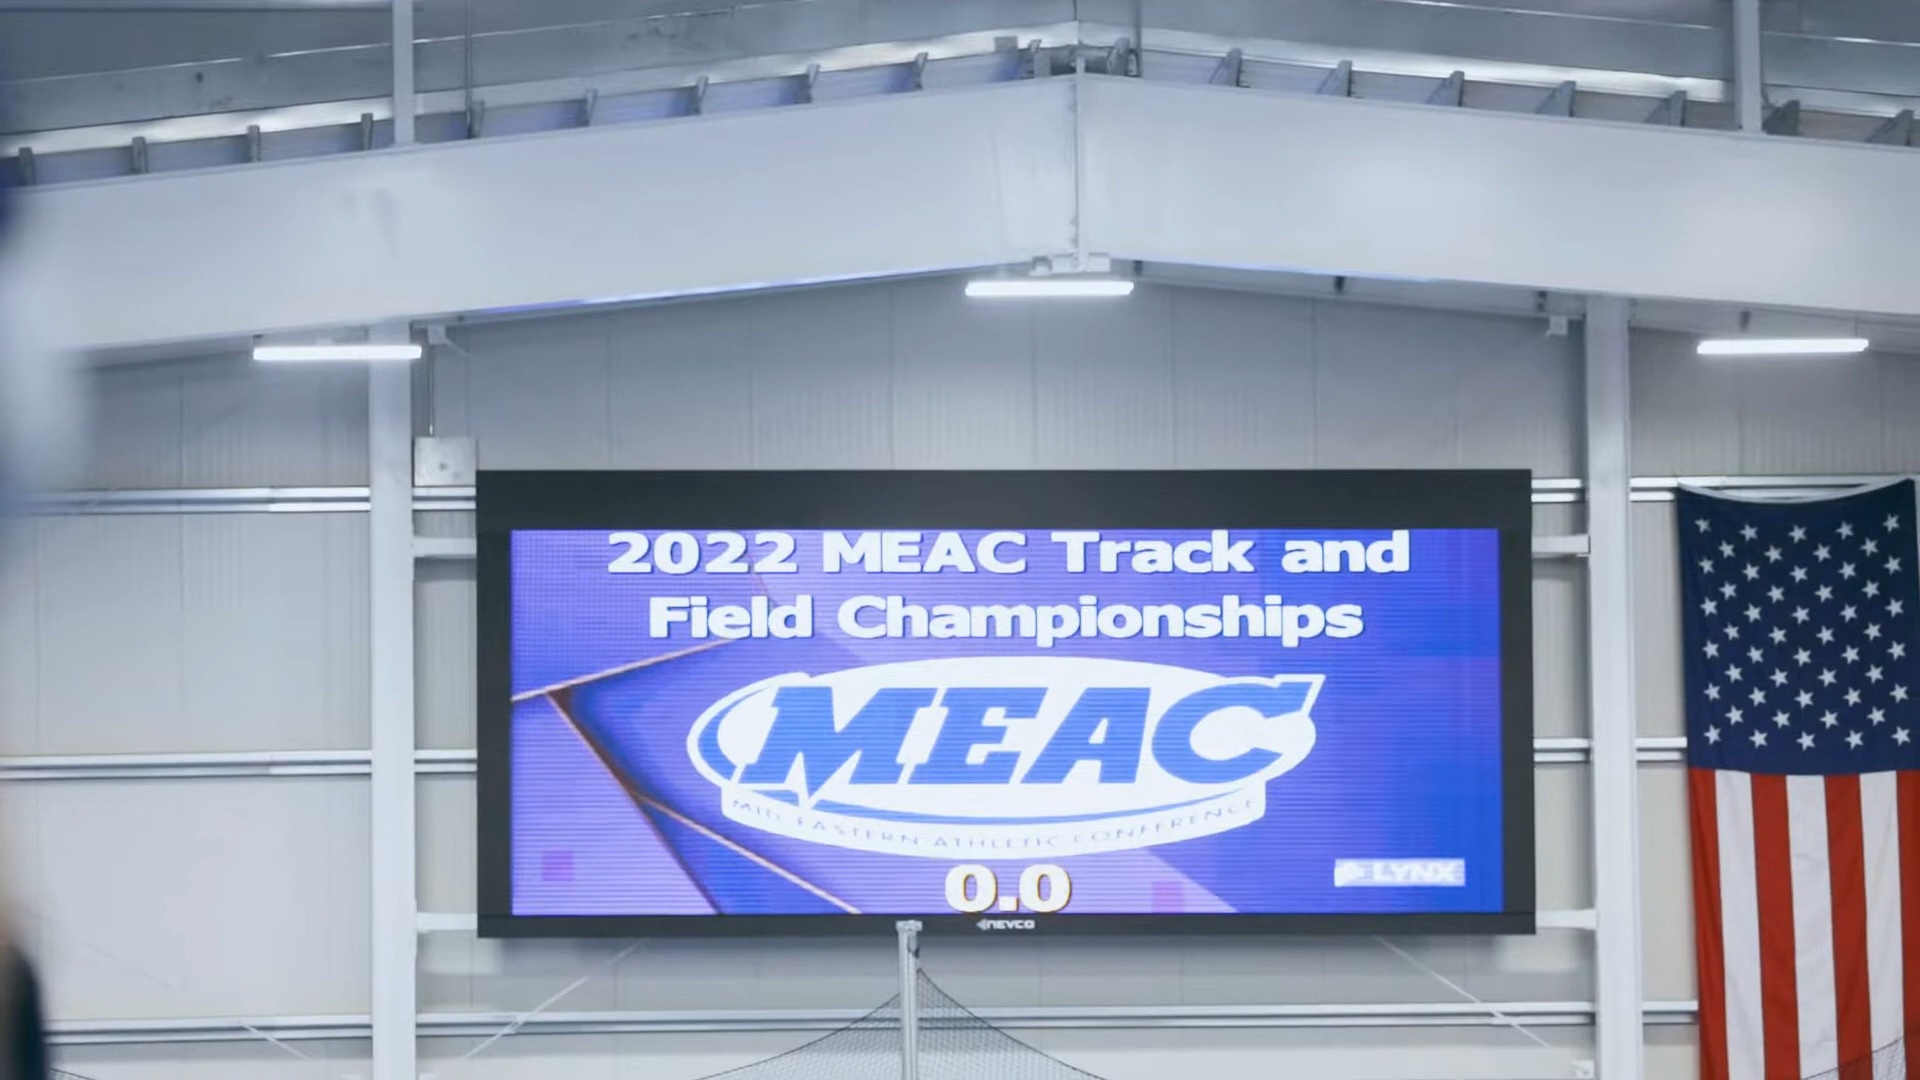 2022 MEAC Track and
Field Championships
MEAC
MID-EASTERN ATHLETIC CONFERENCE
0.0
LYNX
NEVCO